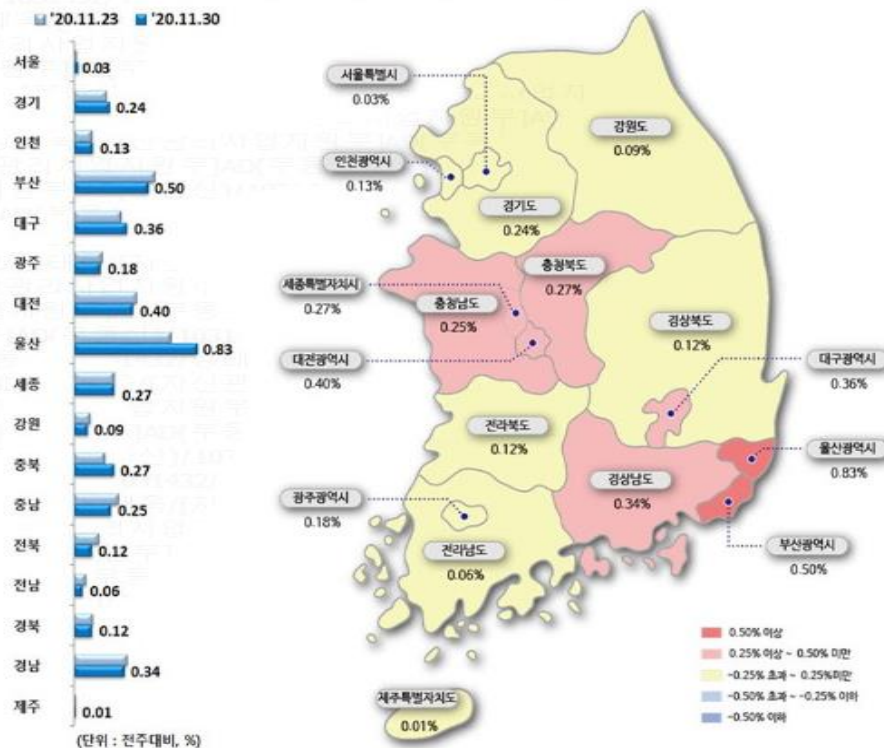 '20.11.23 '20.11.30
서울 0.03
경기 0.24
인천 0.13
부산 0.50
대구 0.36
광주 0.18
대전 0.40
울산 0.83
세종 0.27
강원 0.09
충북 0.27
충남 0.25
전북 0.12
전남 0.06
경북 0.12
경남 0.34
제주 0.01
(단위 : 전주대비, %)
서울특별시
0.03%
강원도
0.09%
인천광역시
0.13%
경기도
0.24%
충청북도
0.27%
세종특별자치시
0.27%
충청남도
0.25%
경상북도
0.12%
대전광역시
0.40%
대구광역시
0.36%
전라북도
0.12%
울산광역시
0.83%
경상남도
0.34%
광주광역시
0.18%
전라남도
0.06%
부산광역시
0.50%
제주특별자치도
0.01%
0.50% 이상
0.25% 이상 ~ 0.50% 미만
-0.25% 초과 ~ 0.25%미만
-0.50% 초과 ~ -0.25% 이하
-0.50% 이하